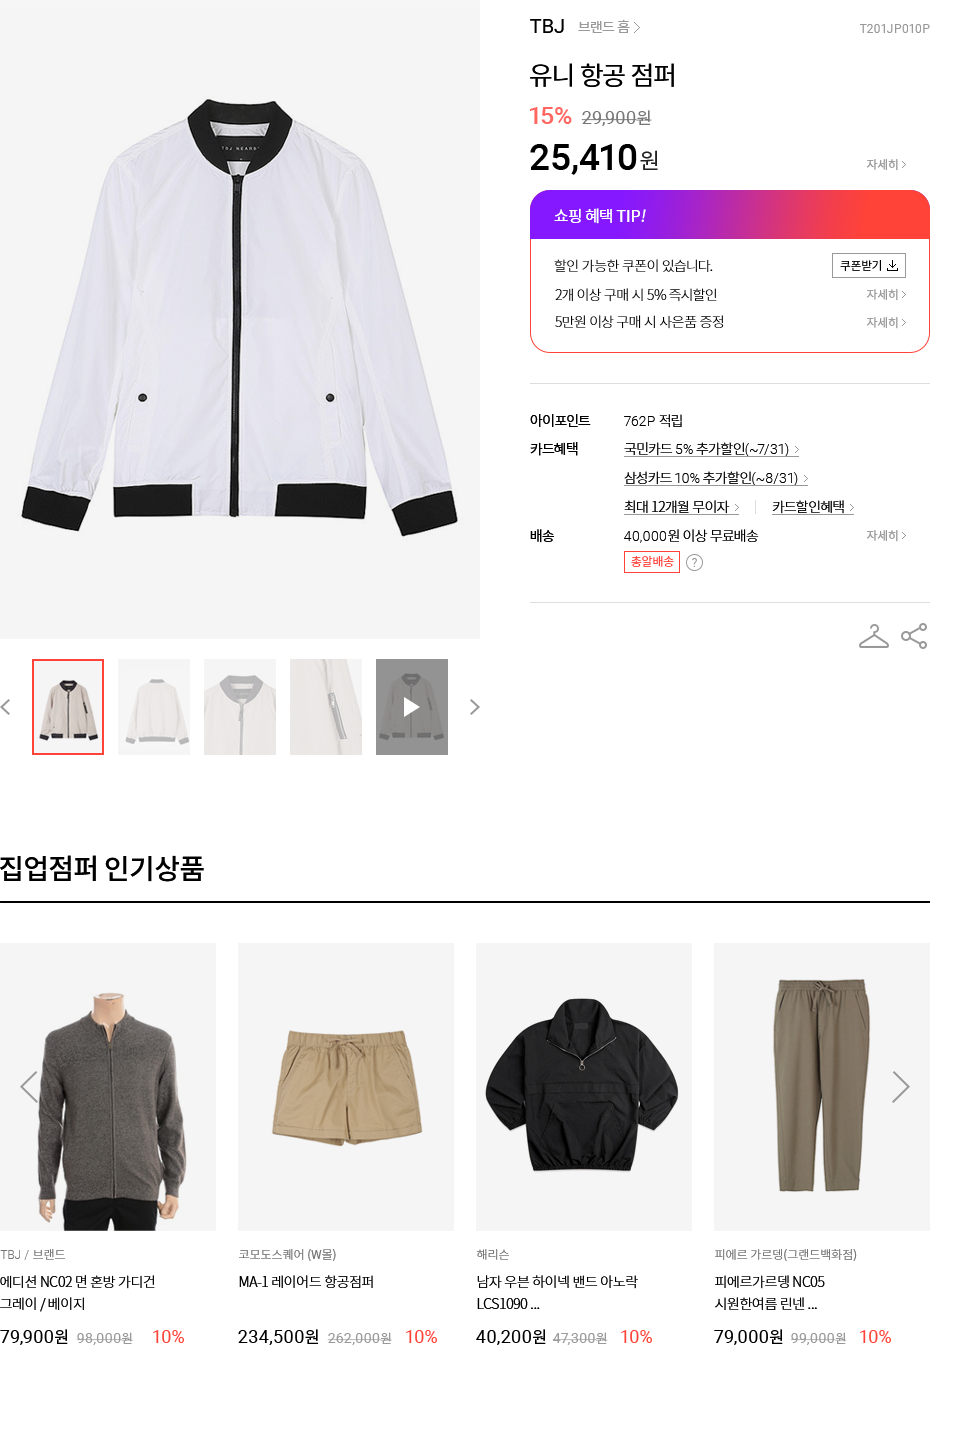 TBJ 브랜드 홈
T201JP010P
유니 항공 점퍼
15% 29,900원
25,410원
자세히
쇼핑 혜택 TIP!
할인 가능한 쿠폰이 있습니다.
쿠폰받기
2개 이상 구매 시 5% 즉시할인
자세히
5만원 이상 구매 시 사은품 증정
자세히
아이포인트 762P 적립
카드혜택 국민카드 5% 추가할인(~7/31)
삼성카드 10% 추가할인(~8/31)
최대 12개월 무이자 카드할인혜택
배송 40,000원 이상 무료배송
자세히
총알배송 ?
집업점퍼 인기상품
TBJ / 브랜드
에디션 NC02 면 혼방 가디건
그레이 / 베이지
79,900원 98,000원 10%
코모도스퀘어 (W몰)
MA-1 레이어드 항공점퍼
234,500원 262,000원 10%
해리슨
남자 우븐 하이넥 밴드 아노락
LCS1090 ...
40,200원 47,300원 10%
피에르 가르뎅(그랜드백화점)
피에르가르뎅 NC05
시원한여름 린넨 ...
79,000원 99,000원 10%